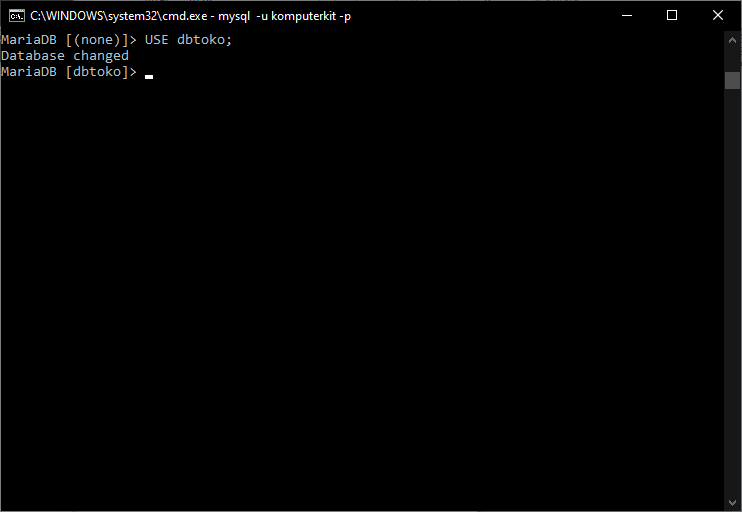 C:\WINDOWS\system32\cmd.exe - mysql  -u komputerkit -p
MariaDB [(none)]> USE dbtoko;
Database changed
MariaDB [dbtoko]>